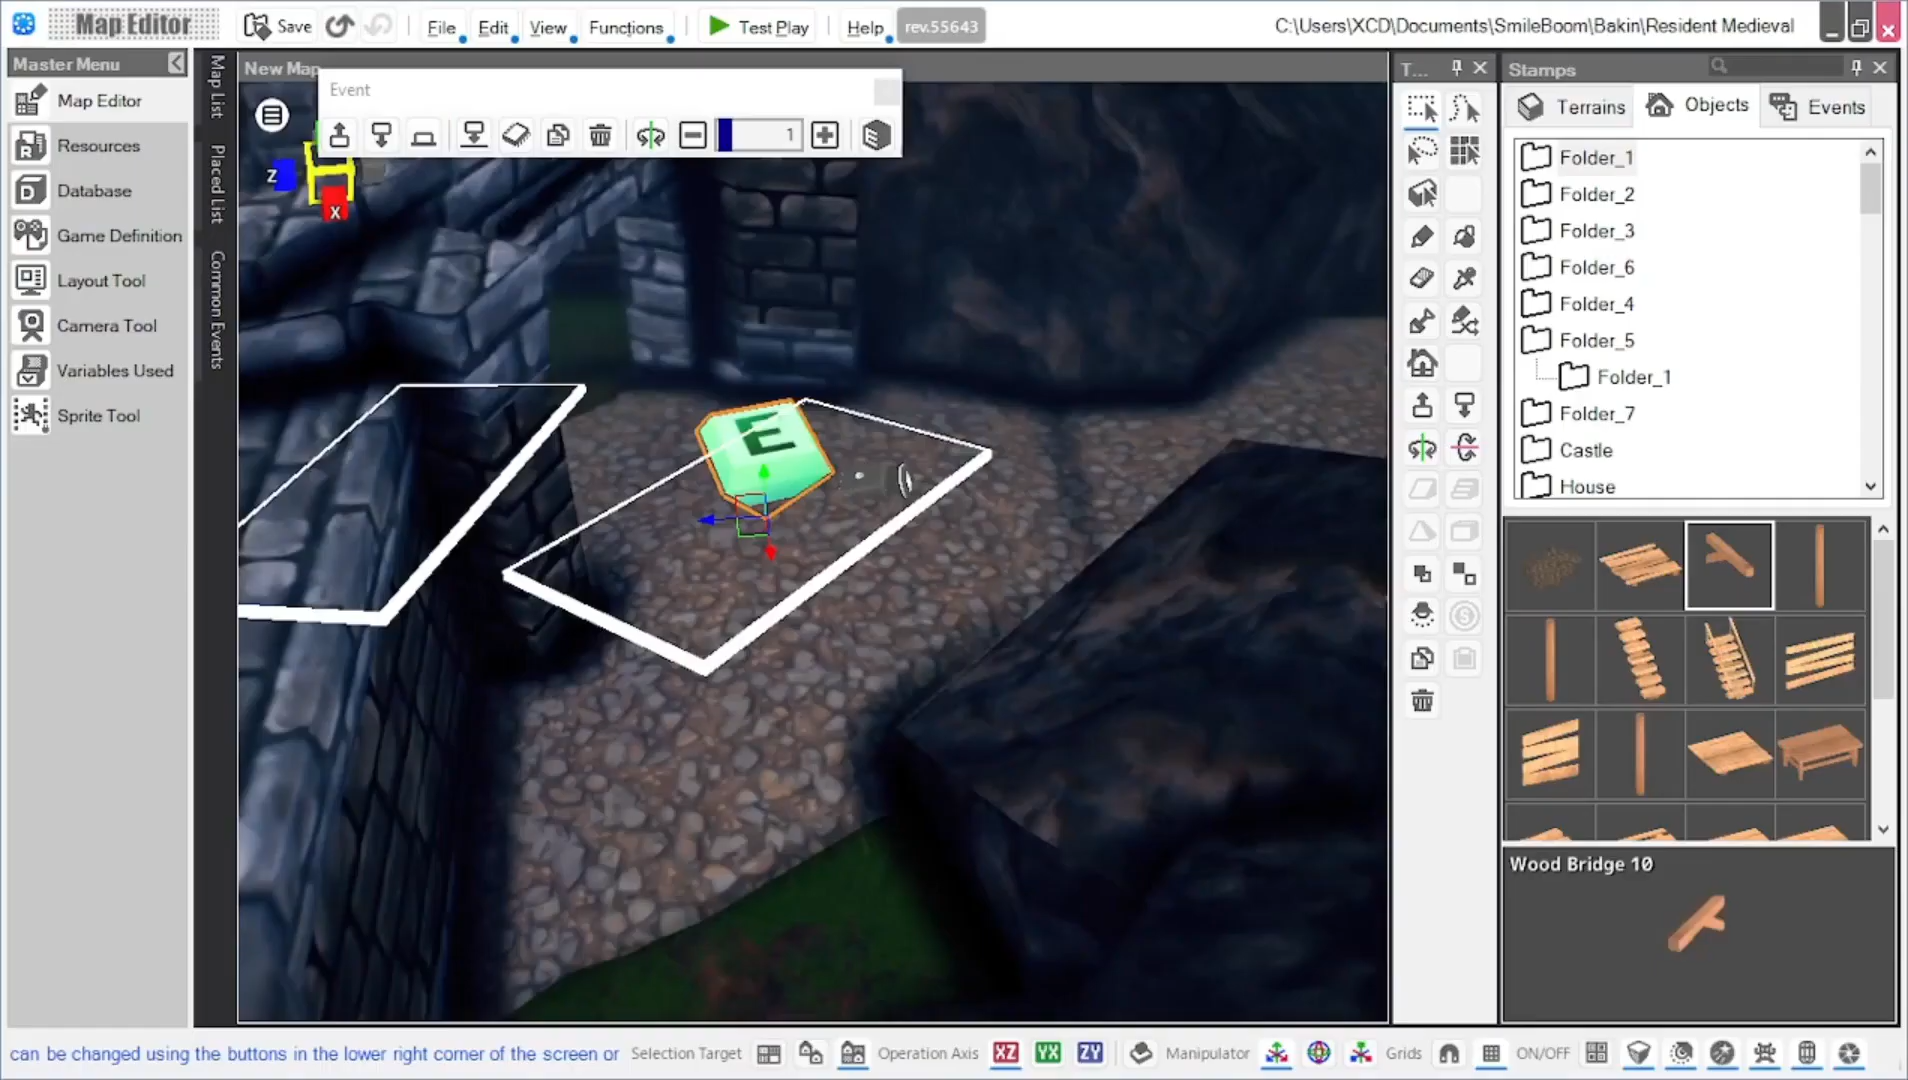 Map Editor
Save
File
Edit
View
Functions
Test Play
Help
rev.55643
C:\Users\XCD\Documents\SmileBoom\Bakin\Resident Medieval
Master Menu
Map Editor
Resources
Database
Game Definition
Layout Tool
Camera Tool
Variables Used
Sprite Tool
Map List
Placed List
Common Events
New Map
Event
1
Z
X
E
T...
Stamps
Terrains
Objects
Events
Folder_1
Folder_2
Folder_3
Folder_6
Folder_4
Folder_5
Folder_1
Folder_7
Castle
House
Wood Bridge 10
can be changed using the buttons in the lower right corner of the screen or
Selection Target
Operation Axis
XZ
YX
ZY
Manipulator
Grids
ON/OFF